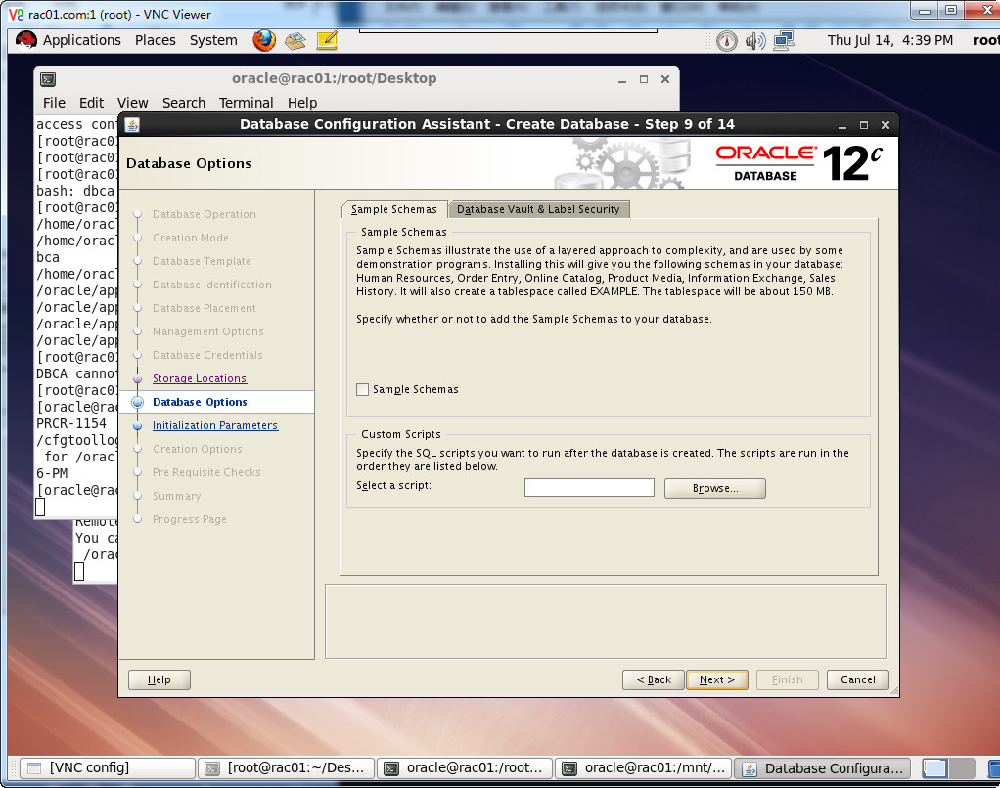 rac01.com:1 (root) - VNC Viewer
Applications Places System
Thu Jul 14, 4:39 PM root
oracle@rac01:/root/Desktop
File Edit View Search Terminal Help
access cont
[root@rac01
[root@rac01
[root@rac01
bash: dbca
[root@rac01
/home/oracl
/home/oracl
bca
/home/oracl
/oracle/app
/oracle/app
/oracle/app
/oracle/app
[root@rac01
DBCA cannot
[root@rac01
[oracle@rac
PRCR-1154
/cfgtoollog
for /oracl
6-PM
[oracle@rac
Remote
You ca
/orac
Database Configuration Assistant - Create Database - Step 9 of 14
Database Options
ORACLE
DATABASE
12c
Database Operation
Creation Mode
Database Template
Database Identification
Database Placement
Management Options
Database Credentials
Storage Locations
Database Options
Initialization Parameters
Creation Options
Pre Requisite Checks
Summary
Progress Page
Sample Schemas Database Vault & Label Security
Sample Schemas
Sample Schemas illustrate the use of a layered approach to complexity, and are used by some
demonstration programs. Installing this will give you the following schemas in your database:
Human Resources, Order Entry, Online Catalog, Product Media, Information Exchange, Sales
History. It will also create a tablespace called EXAMPLE. The tablespace will be about 150 MB.
Specify whether or not to add the Sample Schemas to your database.
Sample Schemas
Custom Scripts
Specify the SQL scripts you want to run after the database is created. The scripts are run in the
order they are listed below.
Select a script:
Browse...
Help
< Back
Next >
Finish
Cancel
[VNC config]
[root@rac01:~/Des...
oracle@rac01:/root...
oracle@rac01:/mnt/...
Database Configura...